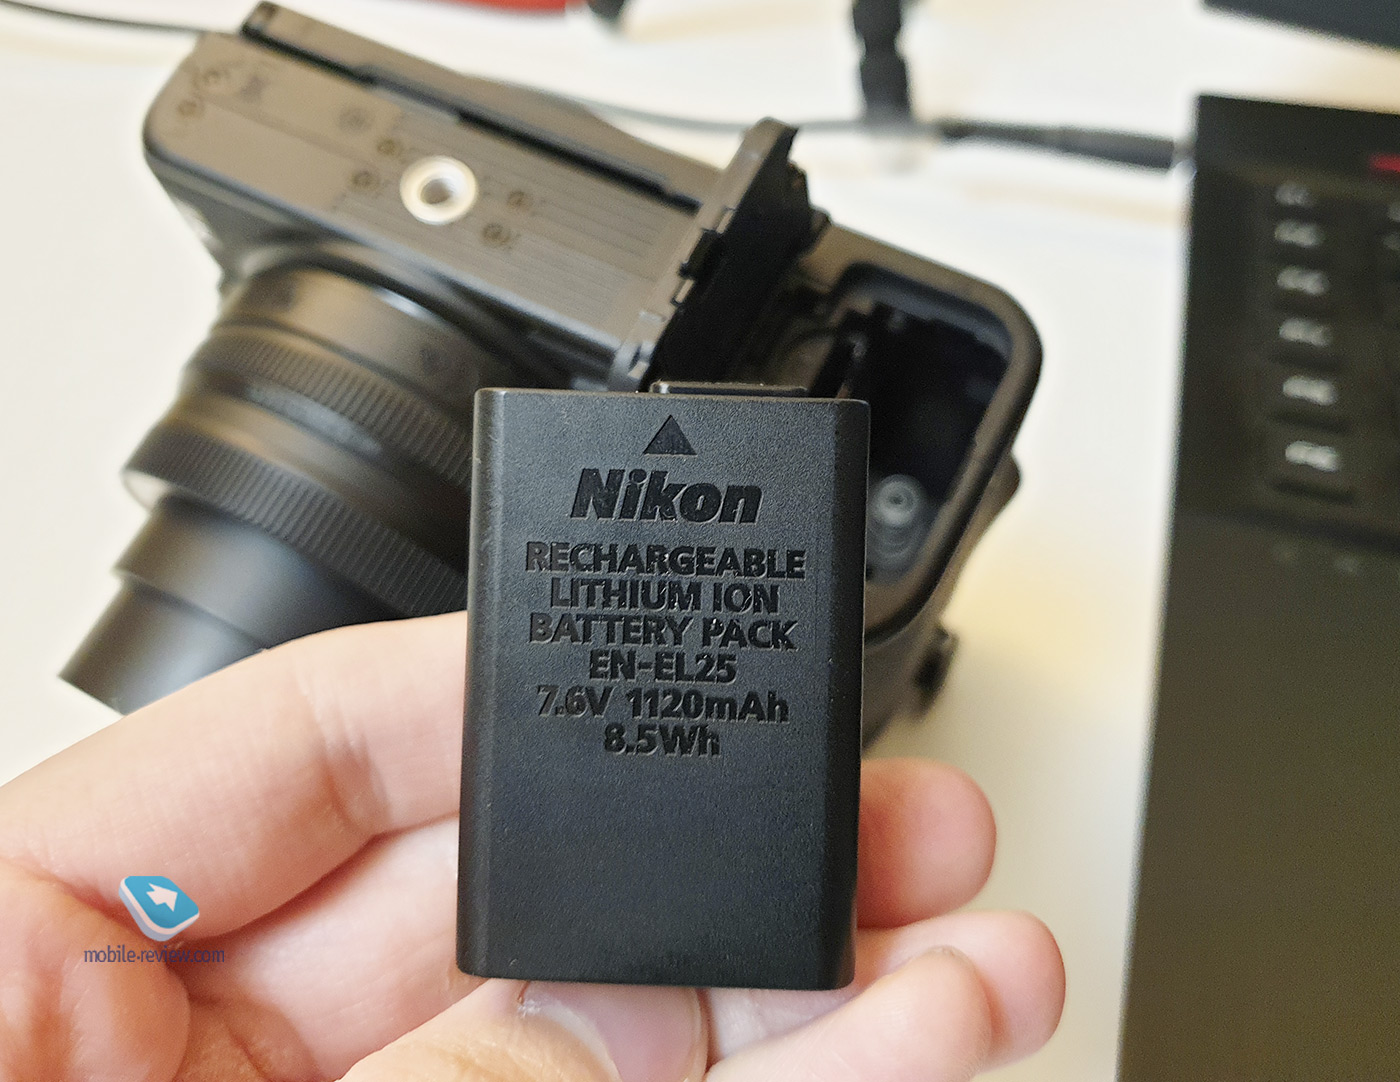 Nikon
RECHARGEABLE
LITHIUM ION
BATTERY PACK
EN-EL25
7.6V 1120mAh
8.5Wh
mobile-review.com